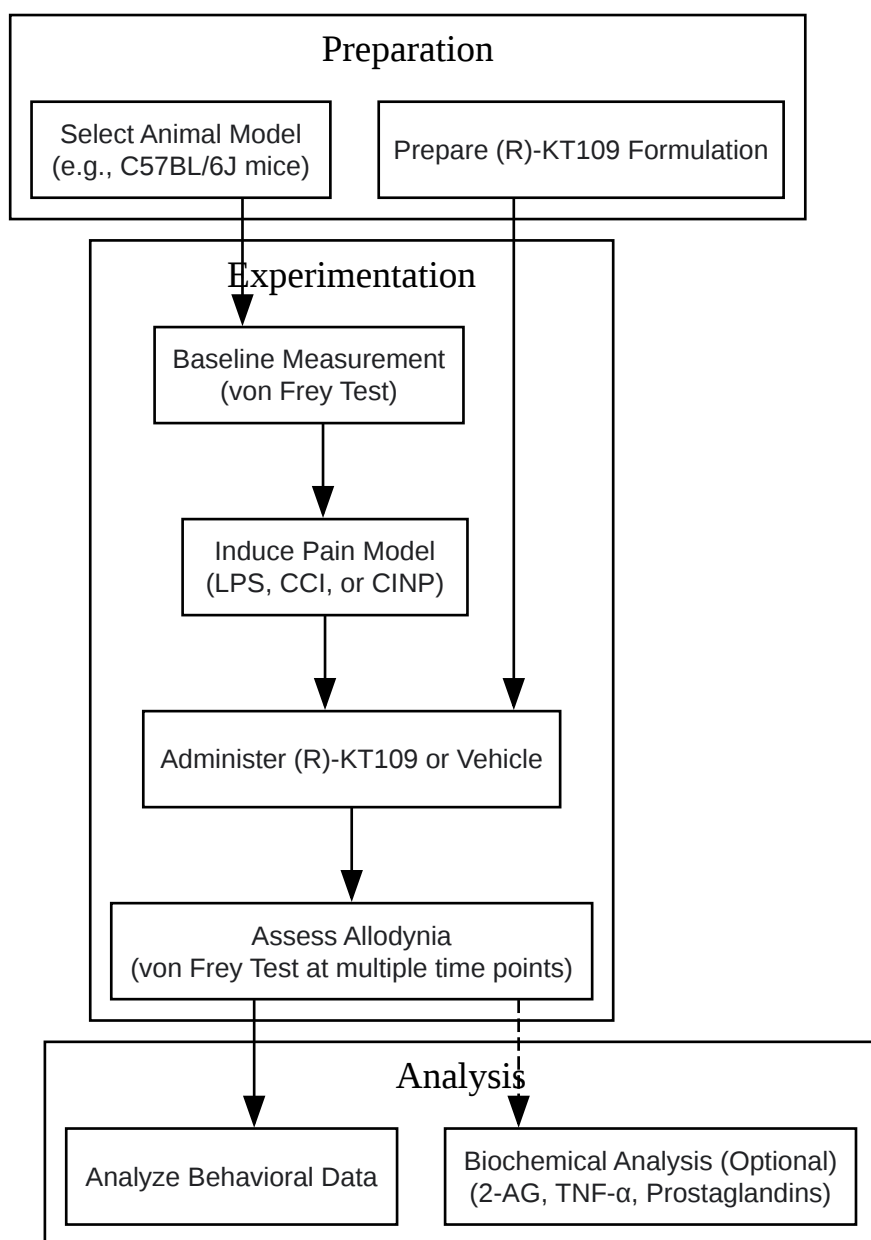 Preparation
Select Animal Model
(e.g., C57BL/6J mice)
Prepare (R)-KT109 Formulation
Experimentation
Baseline Measurement
(von Frey Test)
Induce Pain Model
(LPS, CCI, or CINP)
Administer (R)-KT109 or Vehicle
Assess Allodynia
(von Frey Test at multiple time points)
Analysis
Analyze Behavioral Data
Biochemical Analysis (Optional)
(2-AG, TNF-α, Prostaglandins)